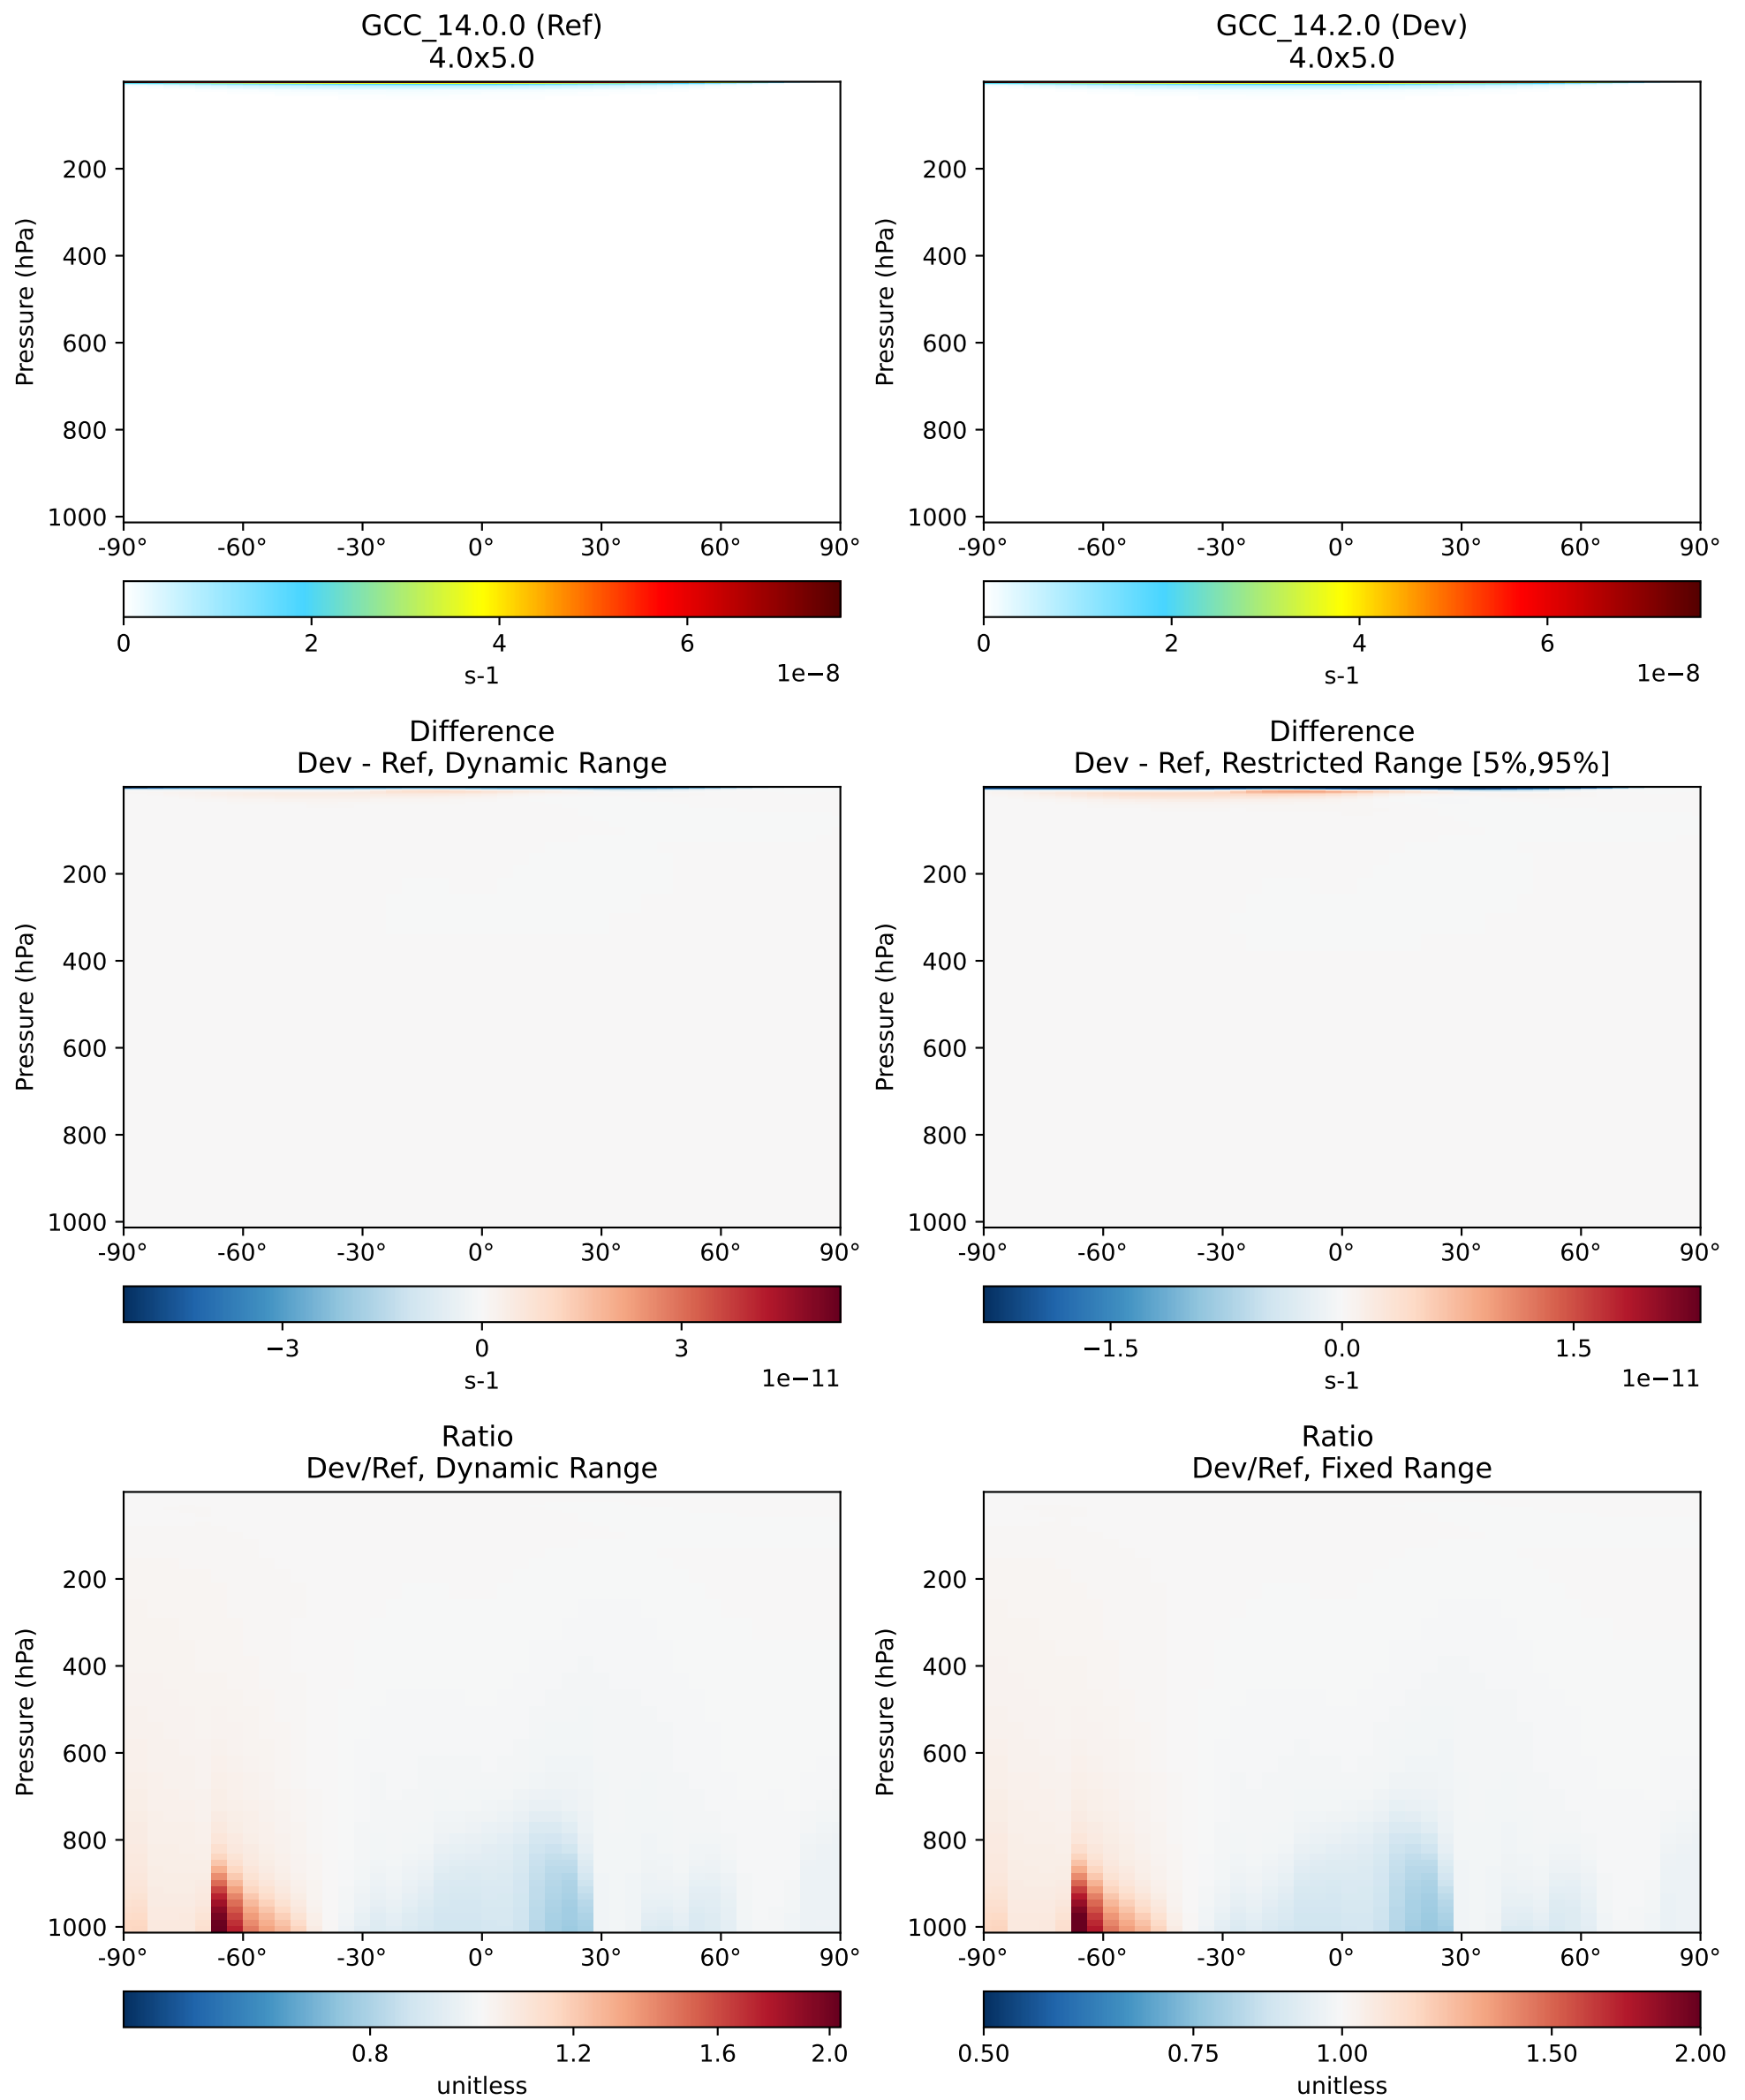 GCC_14.0.0 (Ref)
4.0x5.0
Pressure (hPa)
200
400
600
800
1000
-90° -60° -30° 0° 30° 60° 90°
0 2 4 6
s-1
1e−8
GCC_14.2.0 (Dev)
4.0x5.0
Pressure (hPa)
200
400
600
800
1000
-90° -60° -30° 0° 30° 60° 90°
0 2 4 6
s-1
1e−8
Difference
Dev - Ref, Dynamic Range
Pressure (hPa)
200
400
600
800
1000
-90° -60° -30° 0° 30° 60° 90°
−3 0 3
s-1
1e−11
Difference
Dev - Ref, Restricted Range [5%,95%]
Pressure (hPa)
200
400
600
800
1000
-90° -60° -30° 0° 30° 60° 90°
−1.5 0.0 1.5
s-1
1e−11
Ratio
Dev/Ref, Dynamic Range
Pressure (hPa)
200
400
600
800
1000
-90° -60° -30° 0° 30° 60° 90°
0.8 1.2 1.6 2.0
unitless
Ratio
Dev/Ref, Fixed Range
Pressure (hPa)
200
400
600
800
1000
-90° -60° -30° 0° 30° 60° 90°
0.50 0.75 1.00 1.50 2.00
unitless